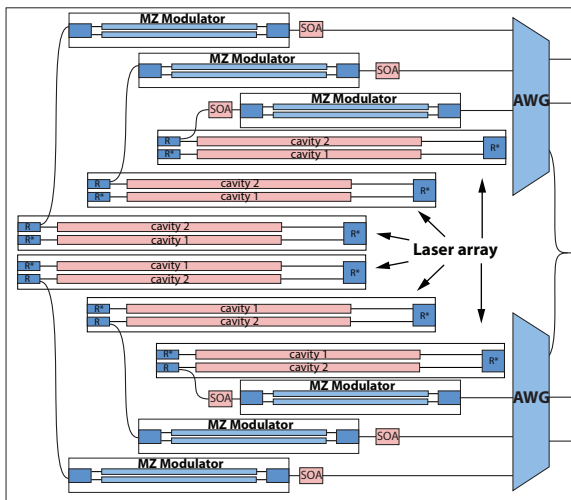 MZ Modulator
SOA
MZ Modulator
SOA
AWG
MZ Modulator
SOA
R cavity 2
R*
R* cavity 1
R cavity 2
R*
R* cavity 1
R cavity 2
R*
R* cavity 1
Laser array
R* cavity 1
R*
R cavity 2
R* cavity 1
R*
R cavity 2
R* cavity 1
R*
R cavity 2
MZ Modulator
SOA
AWG
MZ Modulator
SOA
MZ Modulator
SOA